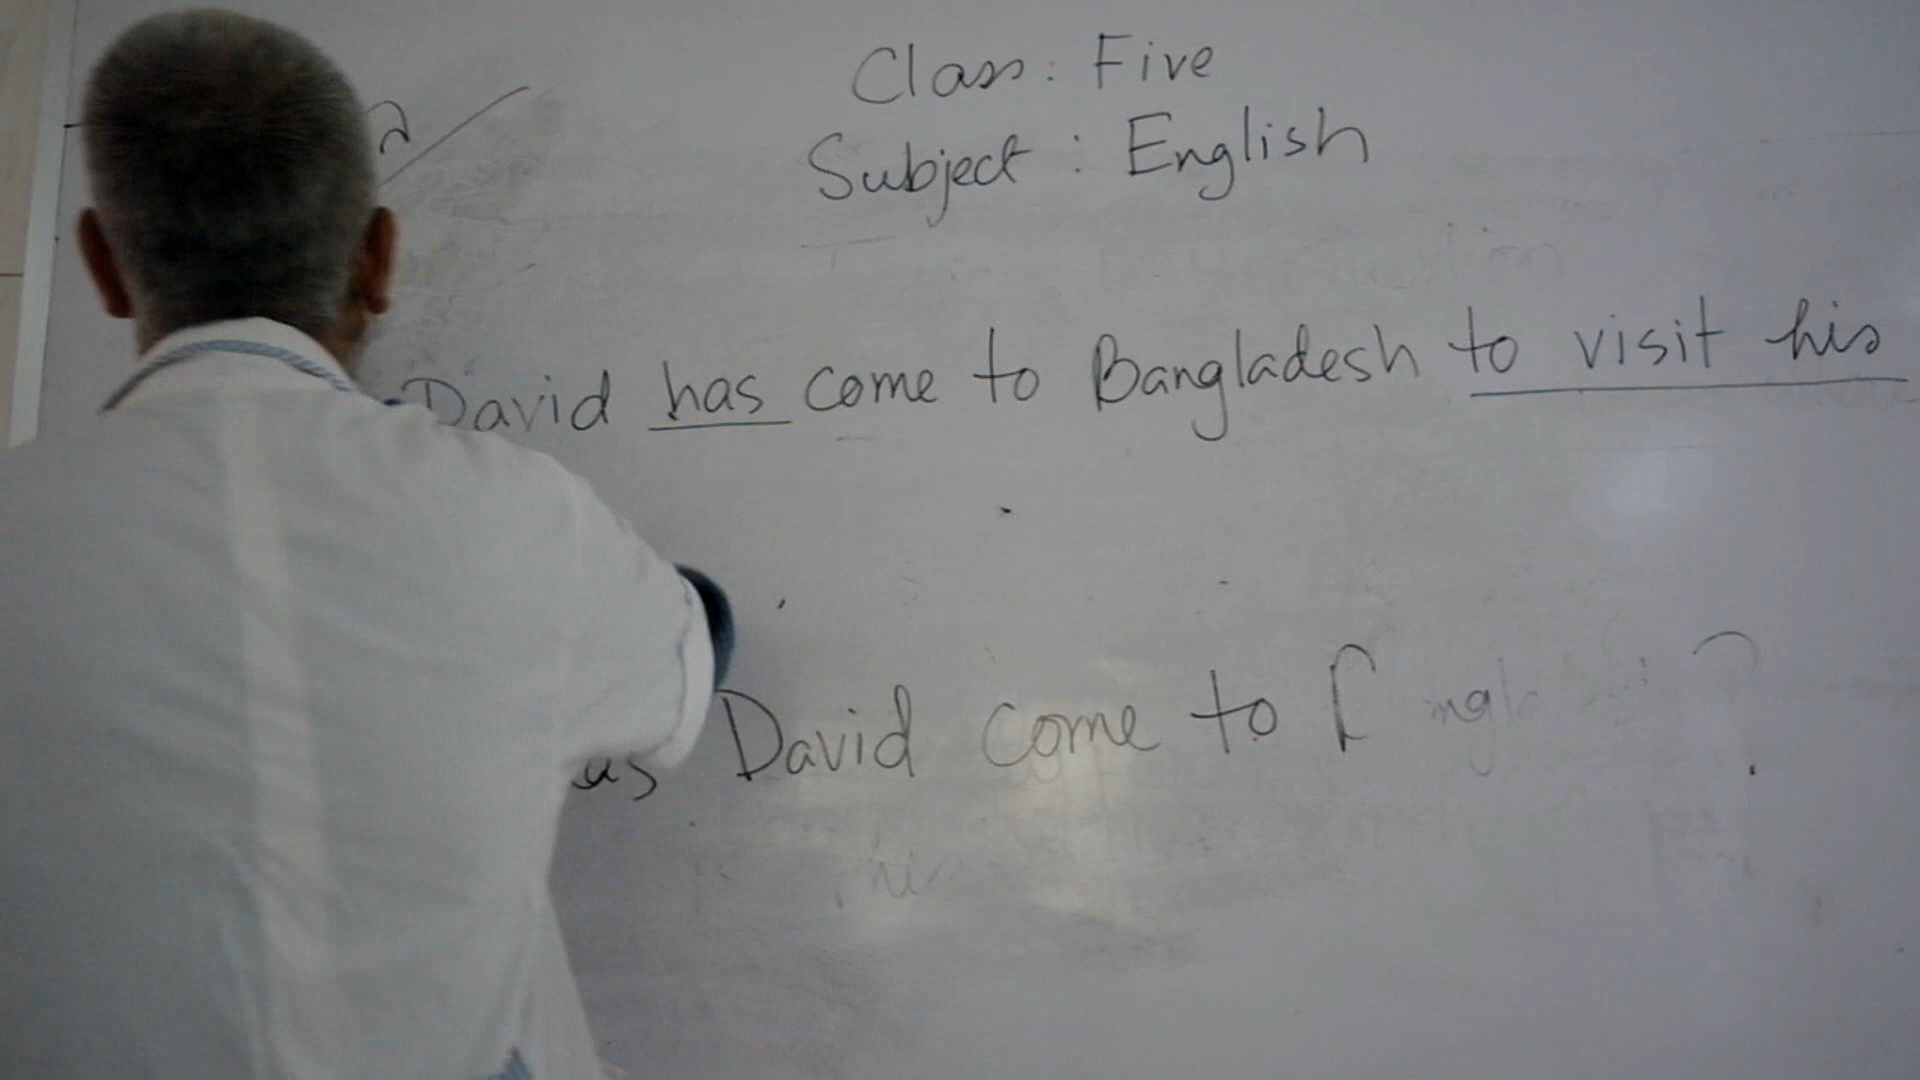 Class: Five
Subject: English
David has come to Bangladesh to visit his
David come to